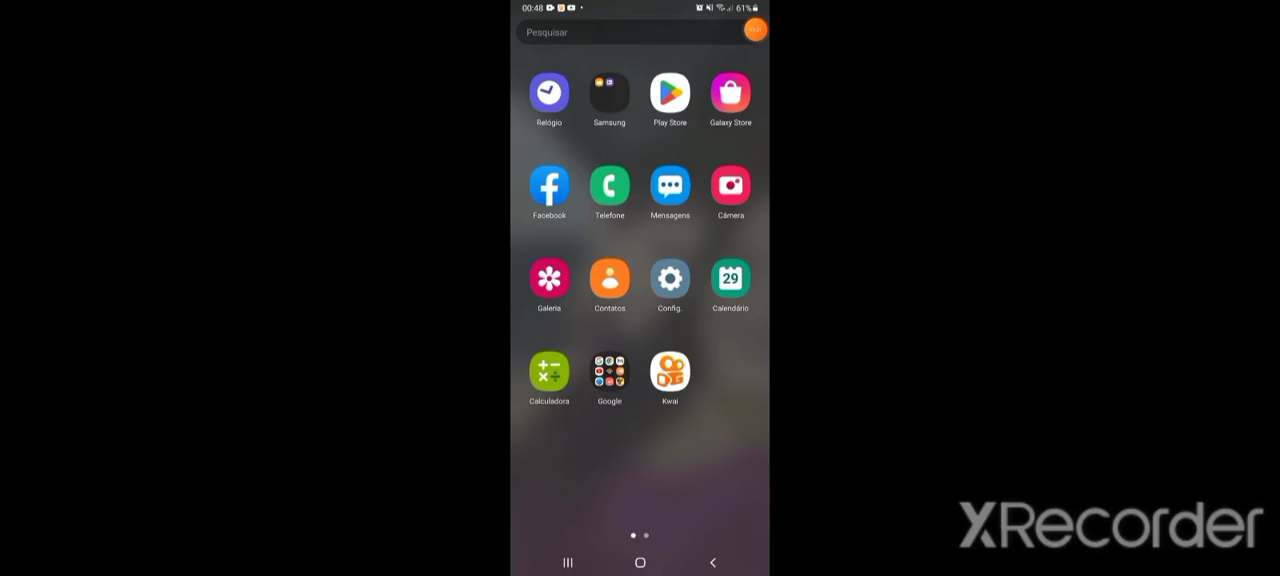 00:48 61%
Pesquisar
Relógio Samsung Play Store Galaxy Store
Facebook Telefone Mensagens Câmera
29
Galeria Contatos Config. Calendário
Calculadora Google Kwai
XRecorder